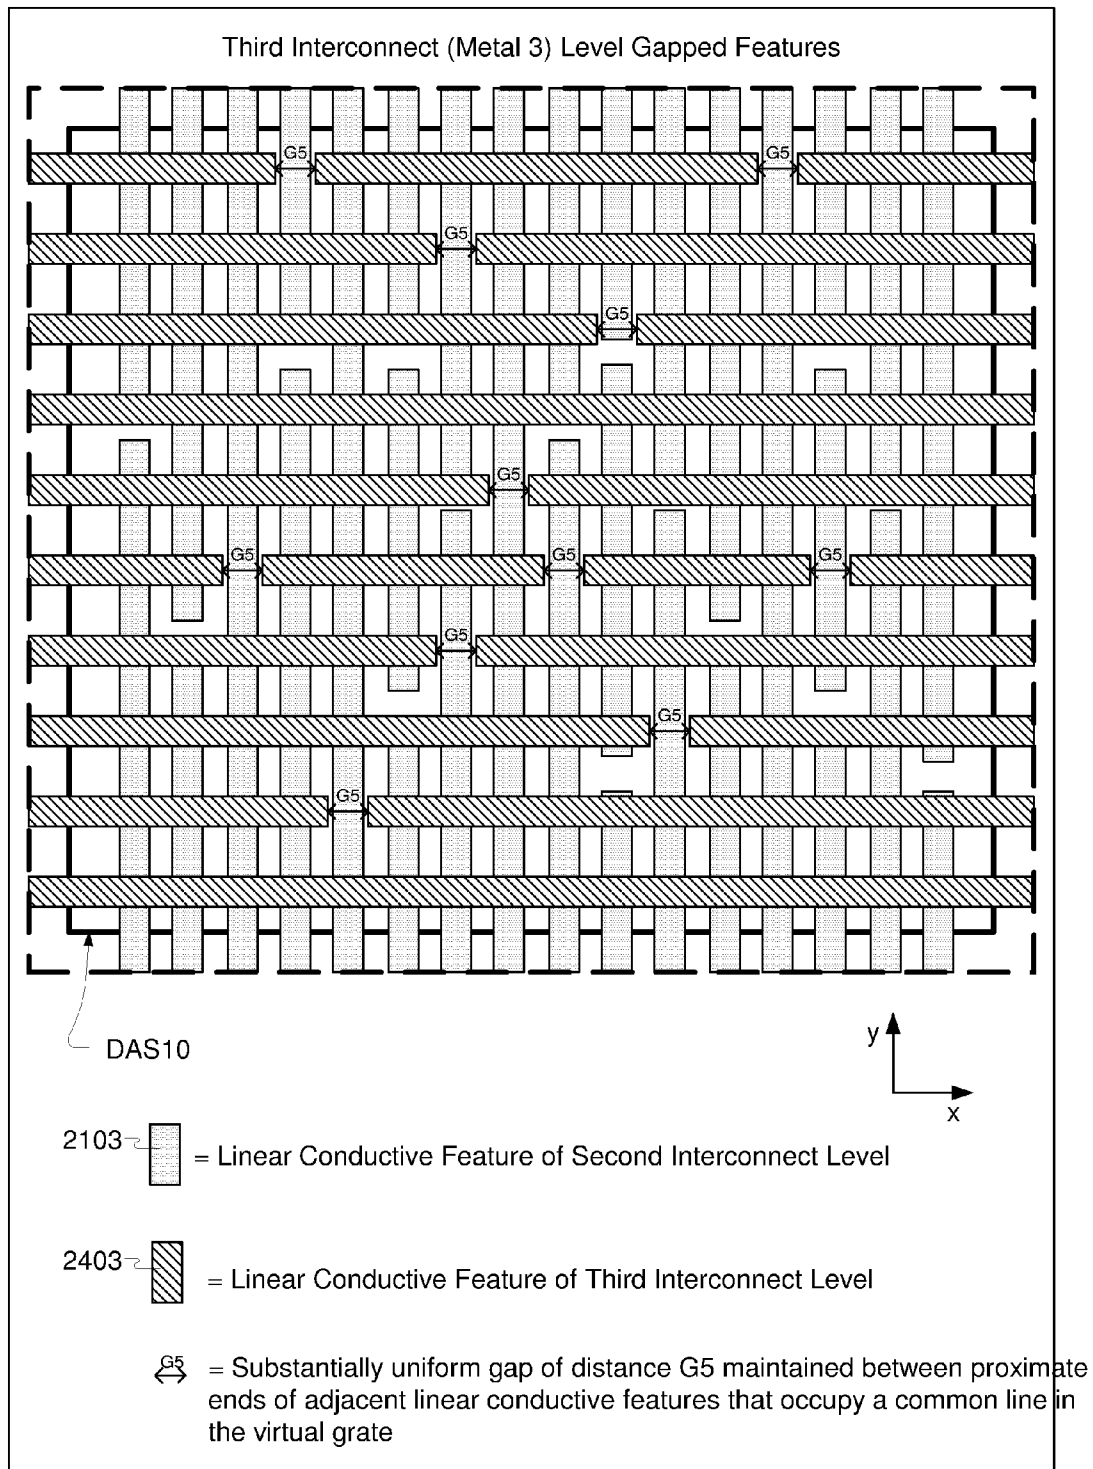 Third Interconnect (Metal 3) Level Gapped Features
G5 G5
G5
G5
G5
G5 G5 G5
G5
G5
G5
DAS10
y
x
2103 = Linear Conductive Feature of Second Interconnect Level
2403 = Linear Conductive Feature of Third Interconnect Level
G5 = Substantially uniform gap of distance G5 maintained between proximate
ends of adjacent linear conductive features that occupy a common line in
the virtual grate